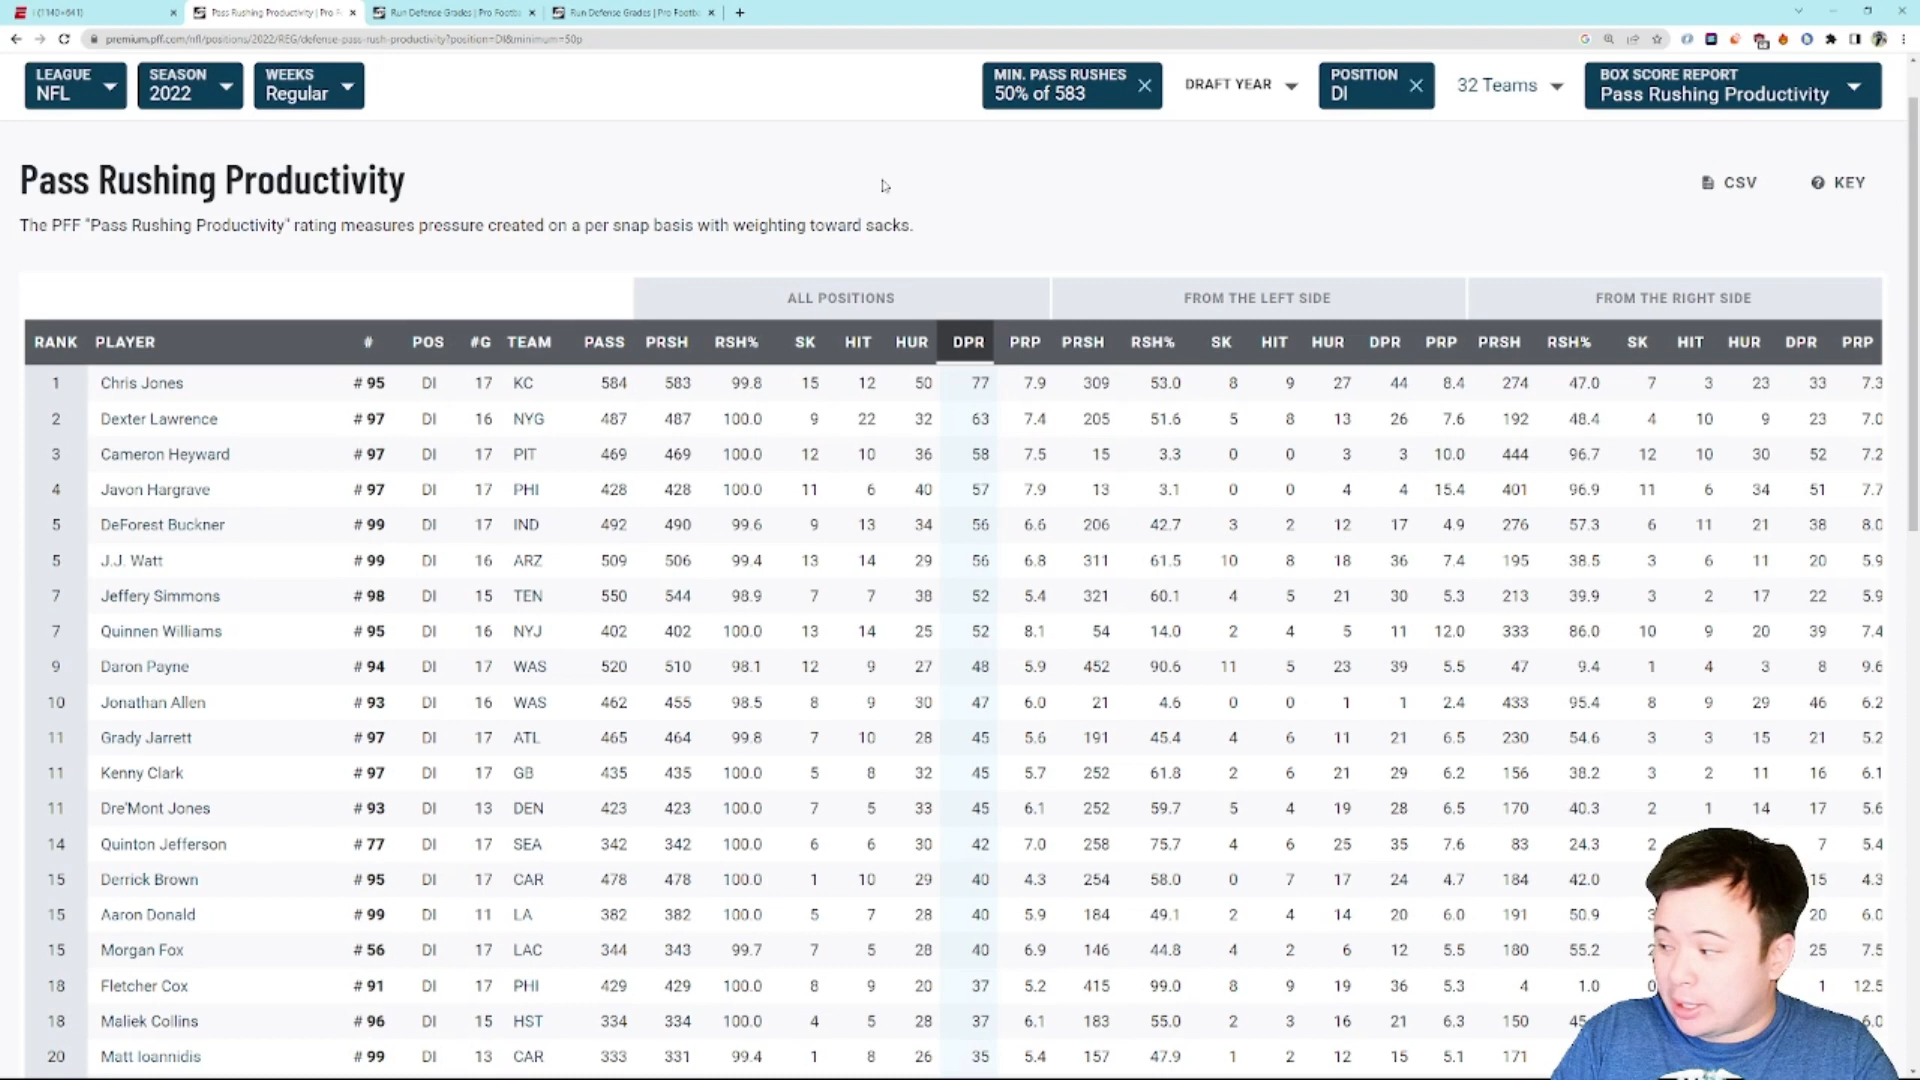 I (1140×641)
Pass Rushing Productivity | Pro F
Run Defense Grades | Pro Footb
Run Defense Grades | Pro Footb
premium.pff.com/nfl/positions/2022/REG/defense-pass-rush-productivity?position=DI&minimum=50p
LEAGUE NFL
SEASON 2022
WEEKS Regular
MIN. PASS RUSHES 50% of 583
DRAFT YEAR
POSITION DI
32 Teams
BOX SCORE REPORT Pass Rushing Productivity
Pass Rushing Productivity
CSV
KEY
The PFF "Pass Rushing Productivity" rating measures pressure created on a per snap basis with weighting toward sacks.
ALL POSITIONS FROM THE LEFT SIDE FROM THE RIGHT SIDE
RANK PLAYER # POS #G TEAM PASS PRSH RSH% SK HIT HUR DPR PRP PRSH RSH% SK HIT HUR DPR PRP PRSH RSH% SK HIT HUR DPR PRP
1 Chris Jones # 95 DI 17 KC 584 583 99.8 15 12 50 77 7.9 309 53.0 8 9 27 44 8.4 274 47.0 7 3 23 33 7.3
2 Dexter Lawrence # 97 DI 16 NYG 487 487 100.0 9 22 32 63 7.4 205 51.6 5 8 13 26 7.6 192 48.4 4 10 9 23 7.0
3 Cameron Heyward # 97 DI 17 PIT 469 469 100.0 12 10 36 58 7.5 15 3.3 0 0 3 3 10.0 444 96.7 12 10 30 52 7.2
4 Javon Hargrave # 97 DI 17 PHI 428 428 100.0 11 6 40 57 7.9 13 3.1 0 0 4 4 15.4 401 96.9 11 6 34 51 7.7
5 DeForest Buckner # 99 DI 17 IND 492 490 99.6 9 13 34 56 6.6 206 42.7 3 2 12 17 4.9 276 57.3 6 11 21 38 8.0
5 J.J. Watt # 99 DI 16 ARZ 509 506 99.4 13 14 29 56 6.8 311 61.5 10 8 18 36 7.4 195 38.5 3 6 11 20 5.9
7 Jeffery Simmons # 98 DI 15 TEN 550 544 98.9 7 7 38 52 5.4 321 60.1 4 5 21 30 5.3 213 39.9 3 2 17 22 5.9
7 Quinnen Williams # 95 DI 16 NYJ 402 402 100.0 13 14 25 52 8.1 54 14.0 2 4 5 11 12.0 333 86.0 10 9 20 39 7.4
9 Daron Payne # 94 DI 17 WAS 520 510 98.1 12 9 27 48 5.9 452 90.6 11 5 23 39 5.5 47 9.4 1 4 3 8 9.6
10 Jonathan Allen # 93 DI 16 WAS 462 455 98.5 8 9 30 47 6.0 21 4.6 0 0 1 1 2.4 433 95.4 8 9 29 46 6.2
11 Grady Jarrett # 97 DI 17 ATL 465 464 99.8 7 10 28 45 5.6 191 45.4 4 6 11 21 6.5 230 54.6 3 3 15 21 5.2
11 Kenny Clark # 97 DI 17 GB 435 435 100.0 5 8 32 45 5.7 252 61.8 2 6 21 29 6.2 156 38.2 3 2 11 16 6.1
11 Dre'Mont Jones # 93 DI 13 DEN 423 423 100.0 7 5 33 45 6.1 252 59.7 5 4 19 28 6.5 170 40.3 2 1 14 17 5.6
14 Quinton Jefferson # 77 DI 17 SEA 342 342 100.0 6 6 30 42 7.0 258 75.7 4 6 25 35 7.6 83 24.3 2 7 5.4
15 Derrick Brown # 95 DI 17 CAR 478 478 100.0 1 10 29 40 4.3 254 58.0 0 7 17 24 4.7 184 42.0 15 4.3
15 Aaron Donald # 99 DI 11 LA 382 382 100.0 5 7 28 40 5.9 184 49.1 2 4 14 20 6.0 191 50.9 3 20 6.0
15 Morgan Fox # 56 DI 17 LAC 344 343 99.7 7 5 28 40 6.9 146 44.8 4 2 6 12 5.5 180 55.2 25 7.5
18 Fletcher Cox # 91 DI 17 PHI 429 429 100.0 8 9 20 37 5.2 415 99.0 8 9 19 36 5.3 4 1.0 0 1 12.5
18 Maliek Collins # 96 DI 15 HST 334 334 100.0 4 5 28 37 6.1 183 55.0 2 3 16 21 6.3 150 6.0
20 Matt Ioannidis # 99 DI 13 CAR 333 331 99.4 1 8 26 35 5.4 157 47.9 1 2 12 15 5.1 171